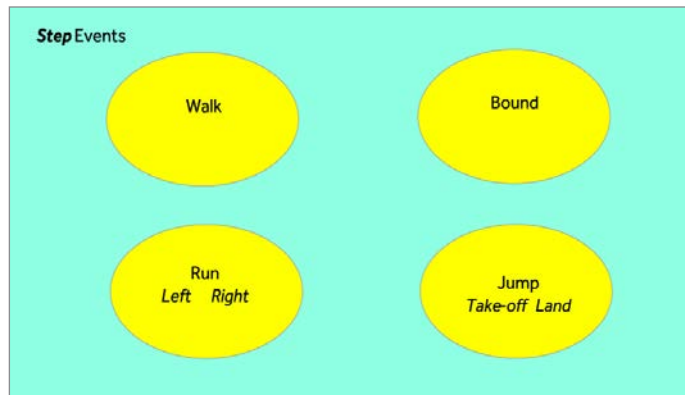 Step Events
Walk
Bound
Run
Left Right
Jump
Take-off Land